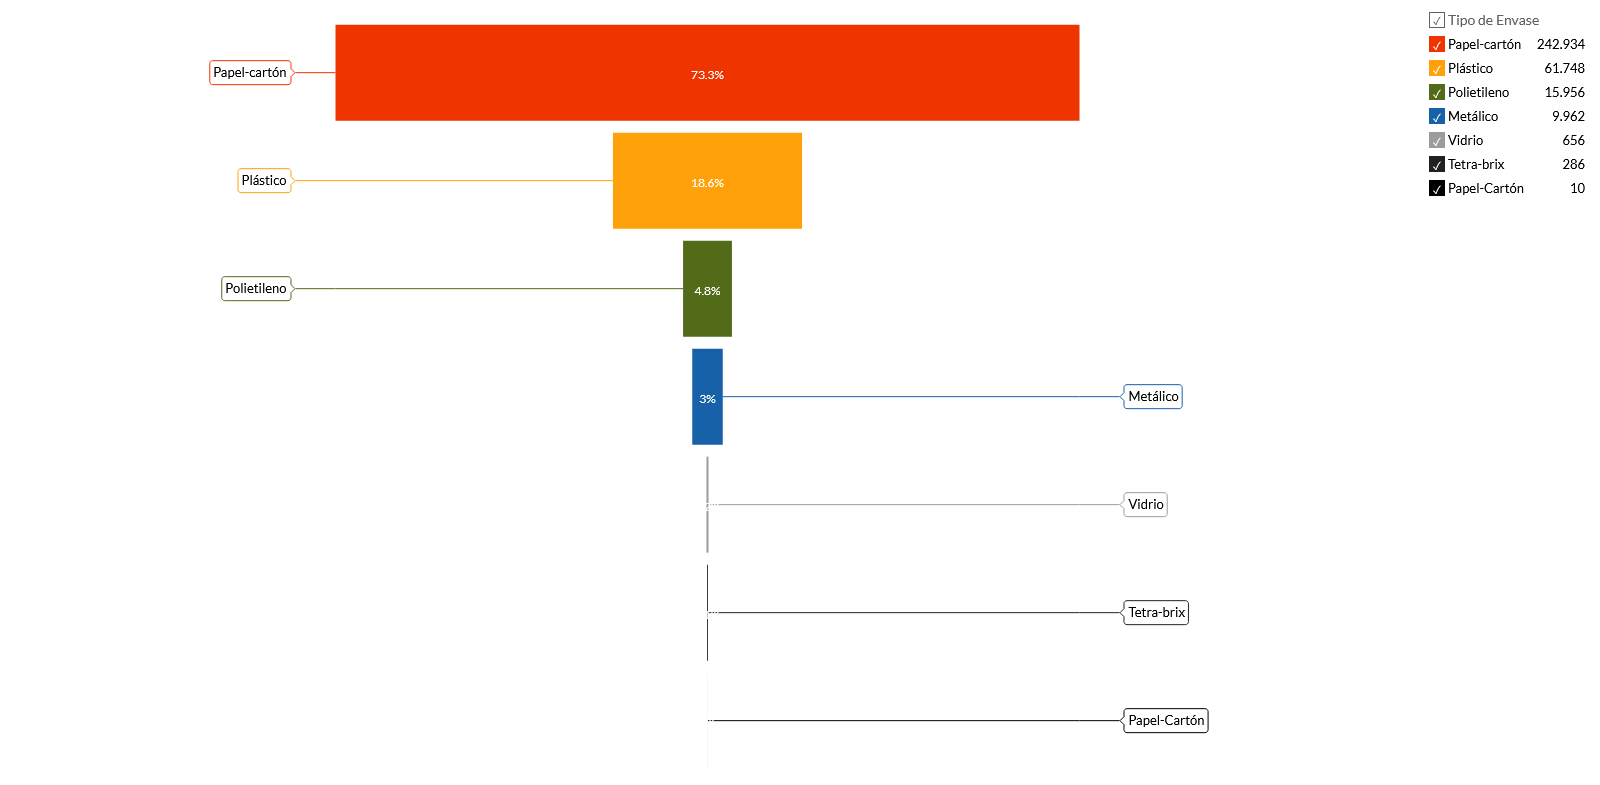 Papel-cartón
73.3%
Plástico
18.6%
Polietileno
4.8%
3%
Metálico
Vidrio
Tetra-brix
Papel-Cartón
Tipo de Envase
Papel-cartón 242.934
Plástico 61.748
Polietileno 15.956
Metálico 9.962
Vidrio 656
Tetra-brix 286
Papel-Cartón 10